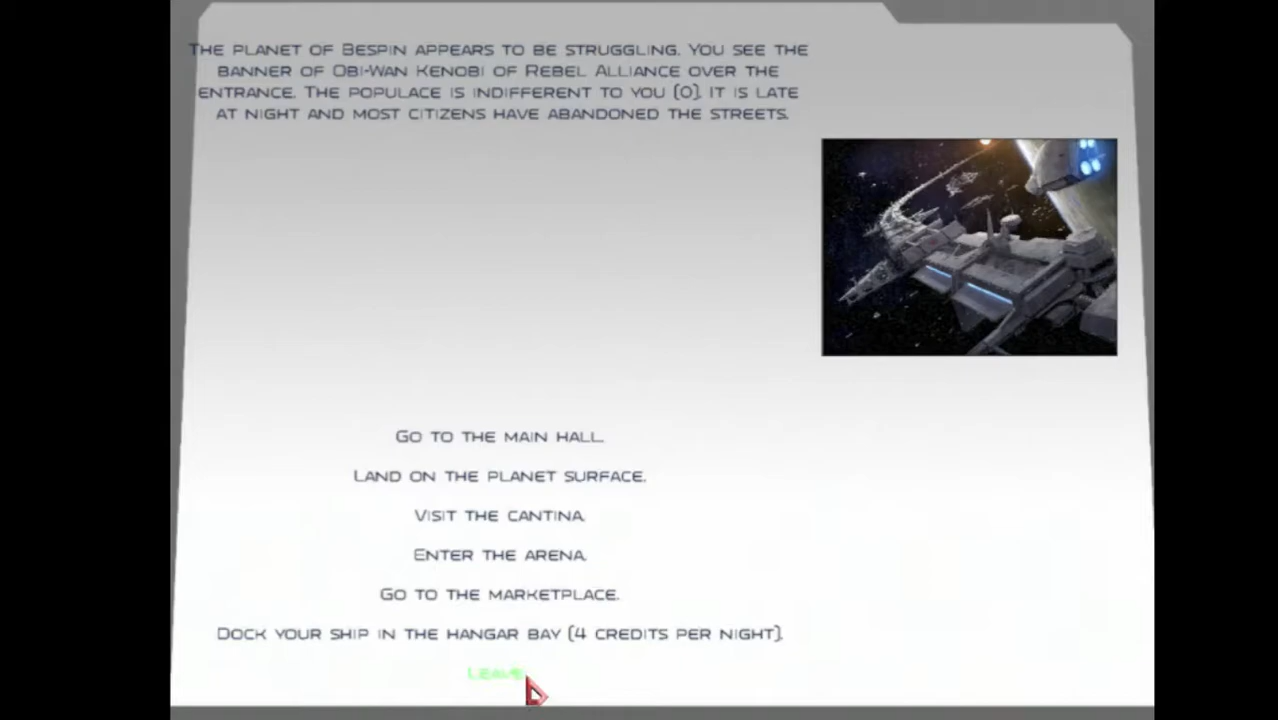 The planet of Bespin appears to be struggling. You see the
banner of Obi-Wan Kenobi of Rebel Alliance over the
entrance. The populace is indifferent to you (0). It is late
at night and most citizens have abandoned the streets.
Go to the main hall.
Land on the planet surface.
Visit the cantina.
Enter the arena.
Go to the marketplace.
Dock your ship in the hangar bay (4 credits per night).
Leave